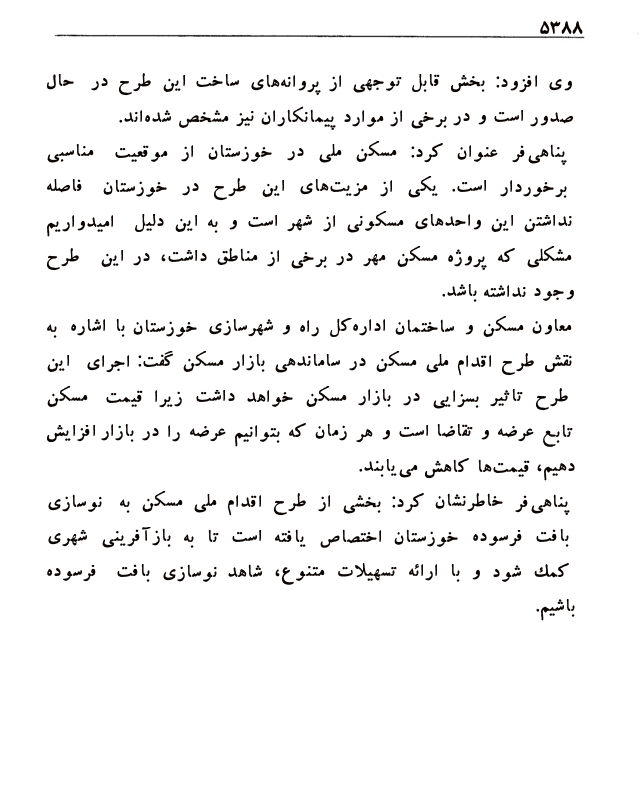 ۵۳۸۸
وی افزود: بخش قابل توجهی از پروانه‌های ساخت این طرح در حال
صدور است و در برخی از موارد پیمانکاران نیز مشخص شده‌اند.
پناهی‌فر عنوان کرد: مسکن ملی در خوزستان از موقعیت مناسبی
برخوردار است. یکی از مزیت‌های این طرح در خوزستان فاصله
نداشتن این واحدهای مسکونی از شهر است و به این دلیل امیدواریم
مشکلی که پروژه مسکن مهر در برخی از مناطق داشت، در این طرح
وجود نداشته باشد.
معاون مسکن و ساختمان اداره‌کل راه و شهرسازی خوزستان با اشاره به
نقش طرح اقدام ملی مسکن در ساماندهی بازار مسکن گفت: اجرای این
طرح تاثیر بسزایی در بازار مسکن خواهد داشت زیرا قیمت مسکن
تابع عرضه و تقاضا است و هر زمان که بتوانیم عرضه را در بازار افزایش
دهیم، قیمت‌ها کاهش می‌یابند.
پناهی‌فر خاطرنشان کرد: بخشی از طرح اقدام ملی مسکن به نوسازی
بافت فرسوده خوزستان اختصاص یافته است تا به بازآفرینی شهری
کمك شود و با ارائه تسهیلات متنوع، شاهد نوسازی بافت فرسوده
باشیم.